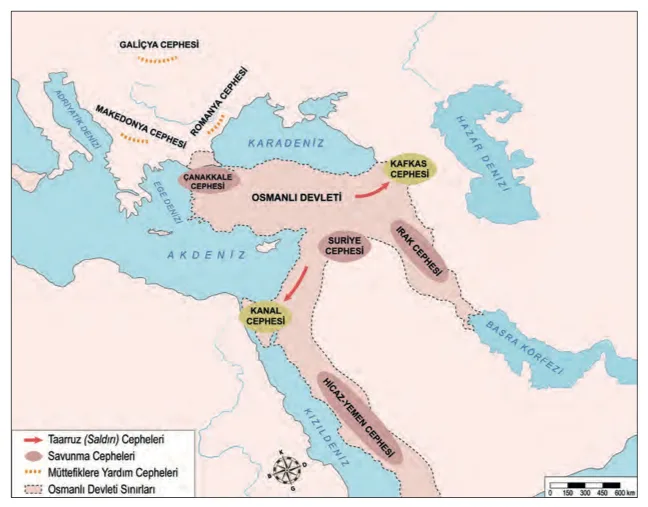 GALİÇYA CEPHESİ
ADRİYATİK DENİZİ
MAKEDONYA CEPHESİ
ROMANYA CEPHESİ
KARADENİZ
HAZAR DENİZİ
ÇANAKKALE
CEPHESİ
EGE DENİZİ
OSMANLI DEVLETİ
KAFKAS
CEPHESİ
AKDENİZ
SURİYE
CEPHESİ
IRAK CEPHESİ
KANAL
CEPHESİ
BASRA KÖRFEZİ
HİCAZ-YEMEN CEPHESİ
KIZILDENİZ
Taarruz (Saldırı) Cepheleri
Savunma Cepheleri
Müttefiklere Yardım Cepheleri
Osmanlı Devleti Sınırları
K
D
B
G
0 150 300 450 600 km